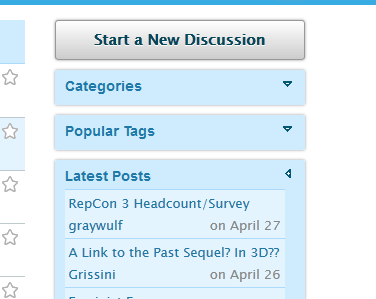 Start a New Discussion
Categories
Popular Tags
Latest Posts
RepCon 3 Headcount/Survey
graywulf on April 27
A Link to the Past Sequel? In 3D??
Grissini on April 26